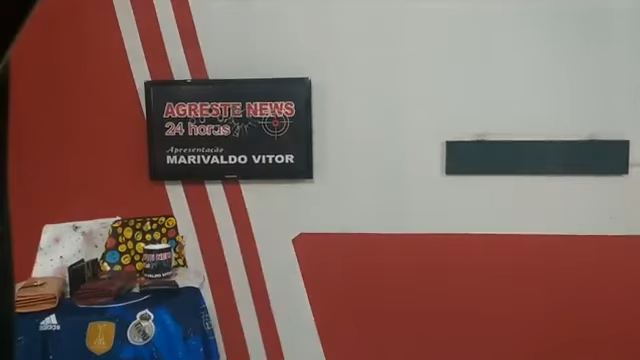 AGRESTE NEWS
24 horas
Apresentação
MARIVALDO VITOR
adidas